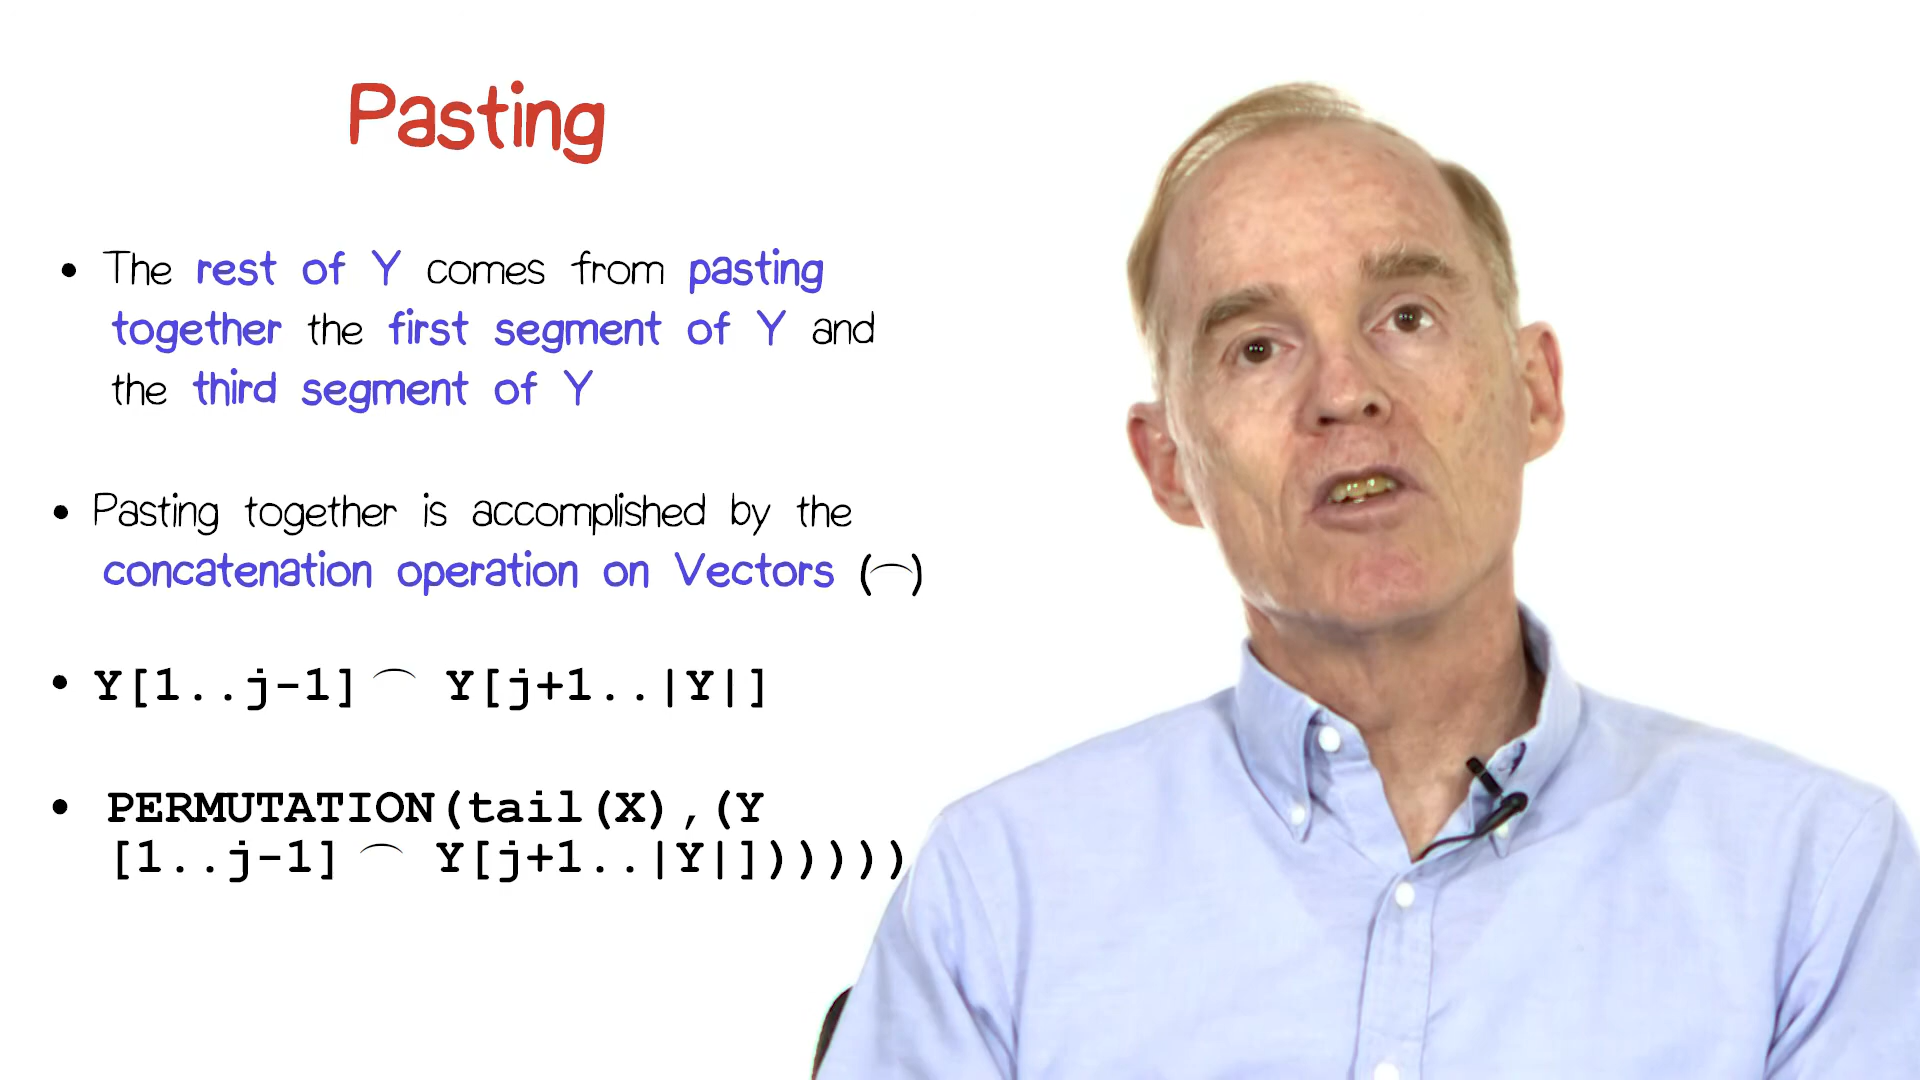 Pasting
• The rest of Y comes from pasting
together the first segment of Y and
the third segment of Y
• Pasting together is accomplished by the
concatenation operation on Vectors (⌒)
• Y[1..j-1]⌒ Y[j+1..|Y|]
• PERMUTATION(tail(X),(Y
[1..j-1]⌒ Y[j+1..|Y|])))))